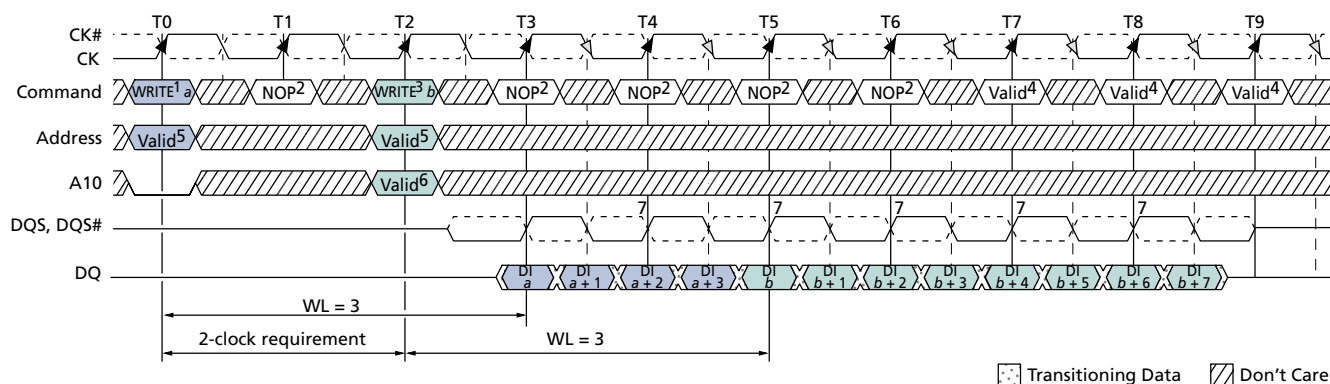 T0 T1 T2 T3 T4 T5 T6 T7 T8 T9
CK#
CK
Command WRITE1 a NOP2 WRITE3 b NOP2 NOP2 NOP2 NOP2 Valid4 Valid4 Valid4
Address Valid5 Valid5
A10 Valid6
7 7 7 7 7
DQS, DQS#
DQ DI a DI a + 1 DI a + 2 DI a + 3 DI b DI b + 1 DI b + 2 DI b + 3 DI b + 4 DI b + 5 DI b + 6 DI b + 7
WL = 3
2-clock requirement WL = 3
Transitioning Data Don't Care